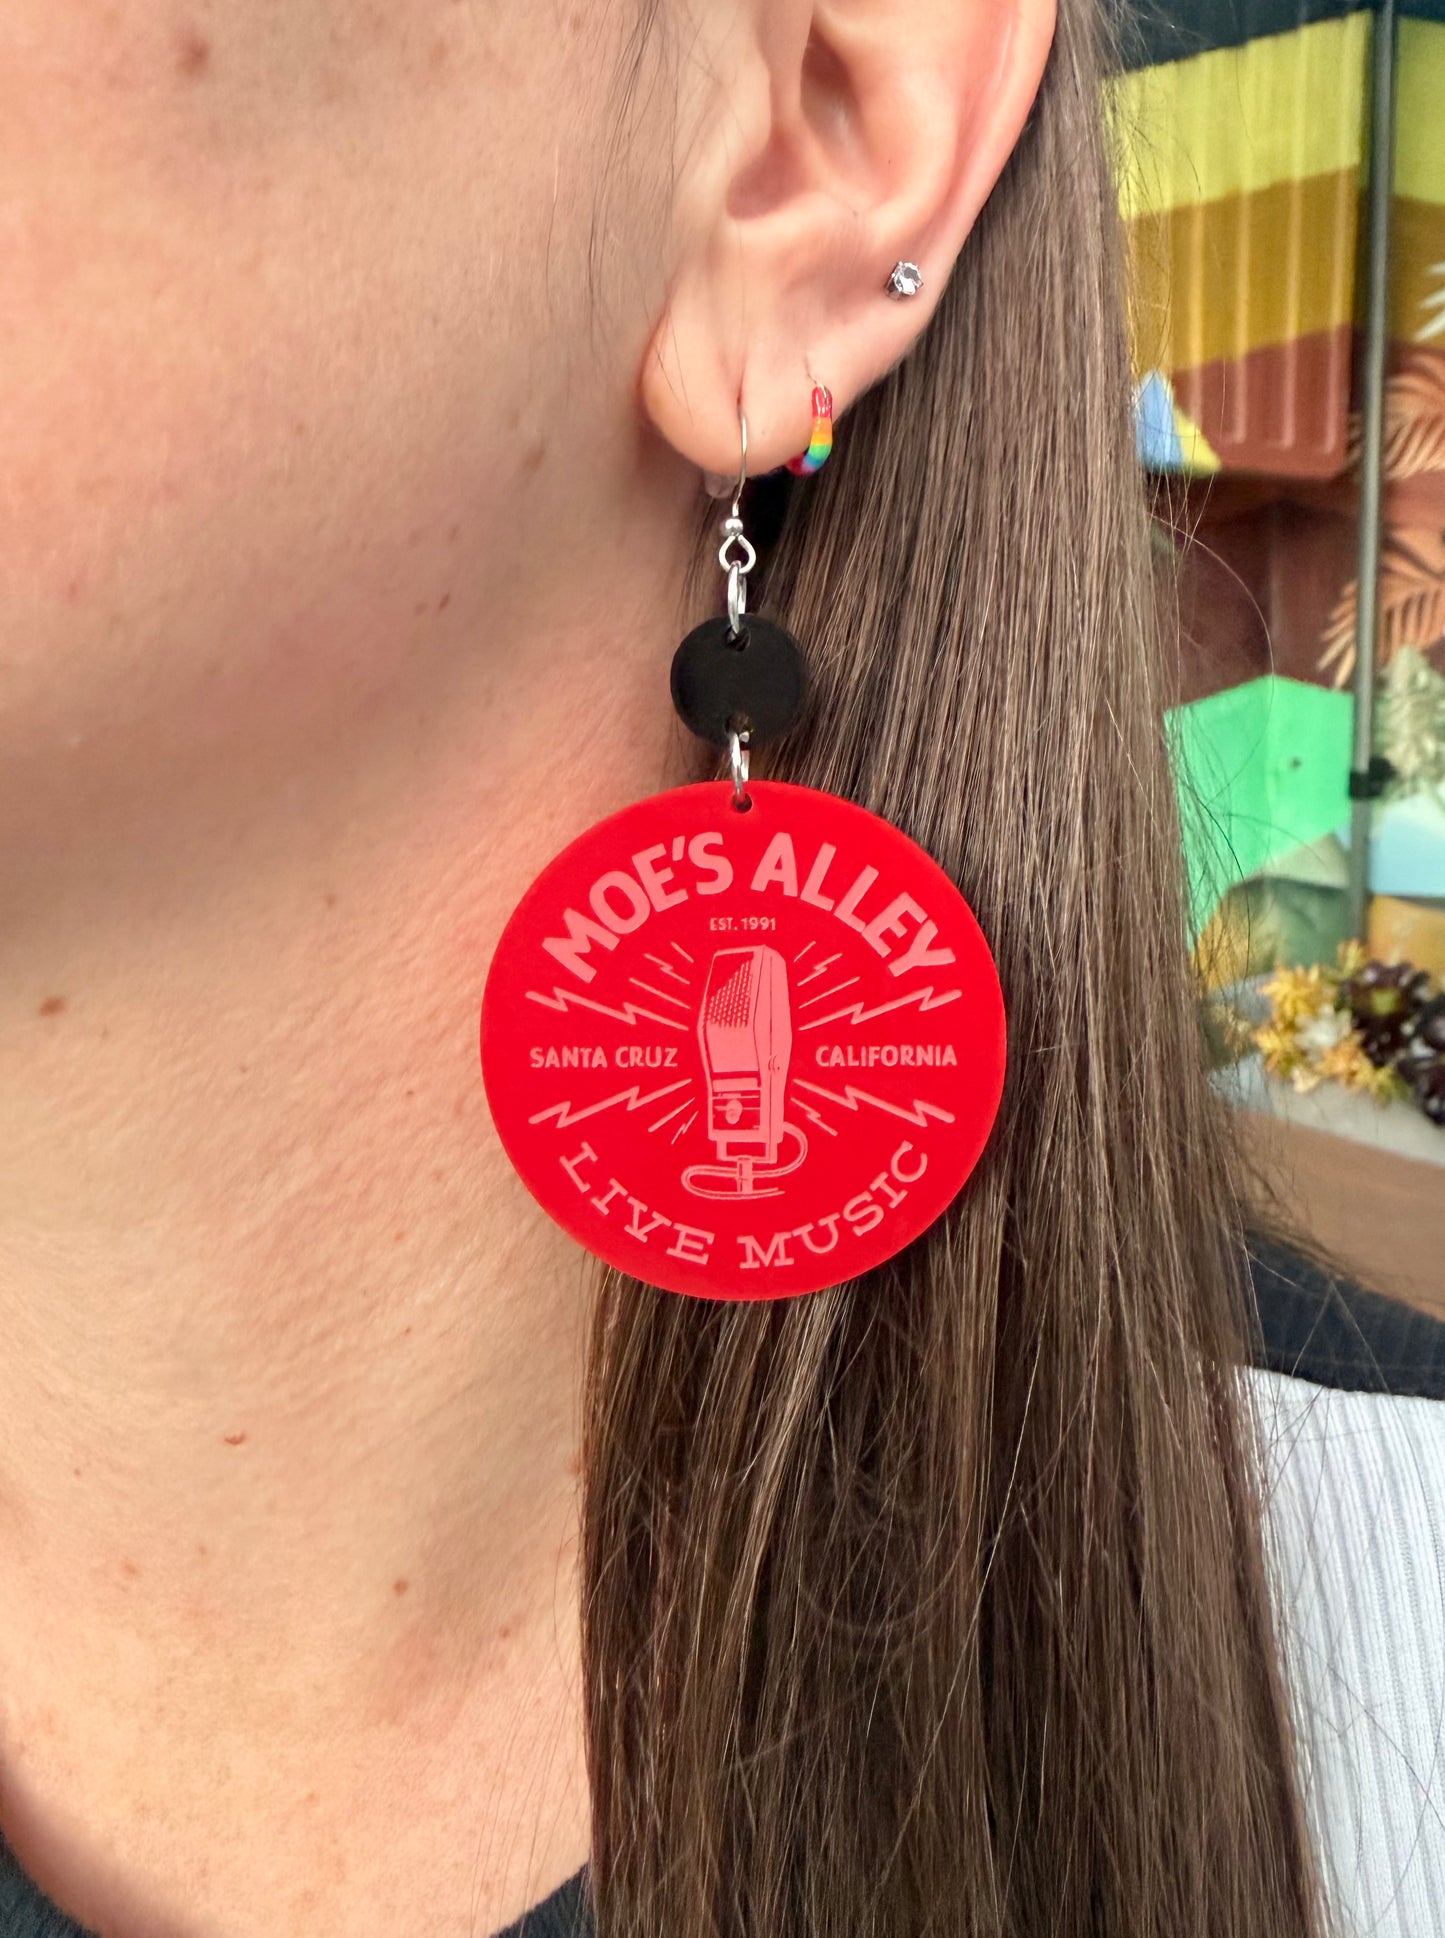 MOE'S ALLEY
EST. 1991
SANTA CRUZ CALIFORNIA
LIVE MUSIC